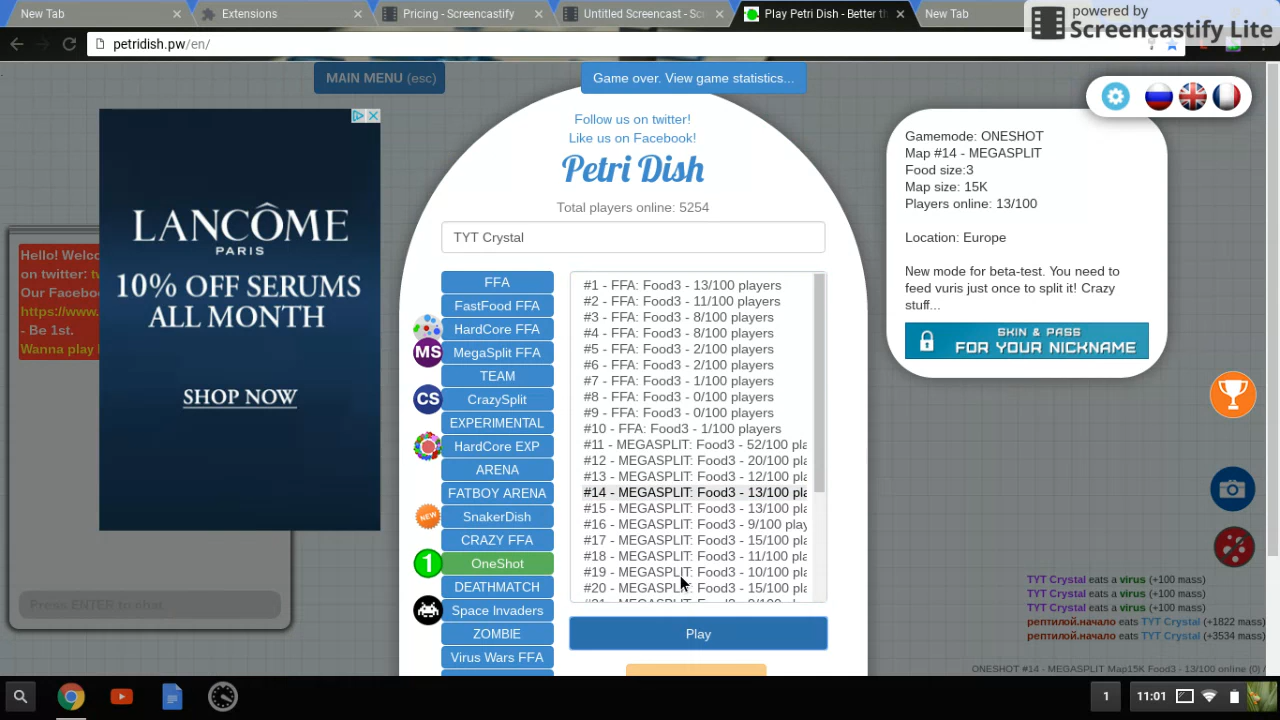 New Tab
Extensions
Pricing - Screencastify
Untitled Screencast - Sc
Play Petri Dish - Better th
New Tab
powered by
Screencastify Lite
petridish.pw/en/
MAIN MENU (esc)
Game over. View game statistics...
Follow us on twitter!
Like us on Facebook!
Petri Dish
Total players online: 5254
TYT Crystal
LANCÔME
PARIS
10% OFF SERUMS
ALL MONTH
SHOP NOW
Hello! Welco
on twitter: tw
Our Facebo
https://www.
- Be 1st.
Wanna play
Press ENTER to chat
FFA
FastFood FFA
HardCore FFA
MS
MegaSplit FFA
TEAM
CS
CrazySplit
EXPERIMENTAL
HardCore EXP
ARENA
FATBOY ARENA
NEW
SnakerDish
CRAZY FFA
1
OneShot
DEATHMATCH
Space Invaders
ZOMBIE
Virus Wars FFA
#1 - FFA: Food3 - 13/100 players
#2 - FFA: Food3 - 11/100 players
#3 - FFA: Food3 - 8/100 players
#4 - FFA: Food3 - 8/100 players
#5 - FFA: Food3 - 2/100 players
#6 - FFA: Food3 - 2/100 players
#7 - FFA: Food3 - 1/100 players
#8 - FFA: Food3 - 0/100 players
#9 - FFA: Food3 - 0/100 players
#10 - FFA: Food3 - 1/100 players
#11 - MEGASPLIT: Food3 - 52/100 pla
#12 - MEGASPLIT: Food3 - 20/100 pla
#13 - MEGASPLIT: Food3 - 12/100 pla
#14 - MEGASPLIT: Food3 - 13/100 pla
#15 - MEGASPLIT: Food3 - 13/100 pla
#16 - MEGASPLIT: Food3 - 9/100 play
#17 - MEGASPLIT: Food3 - 15/100 pla
#18 - MEGASPLIT: Food3 - 11/100 pla
#19 - MEGASPLIT: Food3 - 10/100 pla
#20 - MEGASPLIT: Food3 - 15/100 pla
Play
Gamemode: ONESHOT
Map #14 - MEGASPLIT
Food size:3
Map size: 15K
Players online: 13/100
Location: Europe
New mode for beta-test. You need to
feed vuris just once to split it! Crazy
stuff...
SKIN & PASS
FOR YOUR NICKNAME
TYT Crystal eats a virus (+100 mass)
TYT Crystal eats a virus (+100 mass)
TYT Crystal eats a virus (+100 mass)
рептилой.начало eats TYT Crystal (+1822 mass)
рептилой.начало eats TYT Crystal (+3534 mass)
ONESHOT #14 - MEGASPLIT Map15K Food3 - 13/100 online (0) /
1
11:01